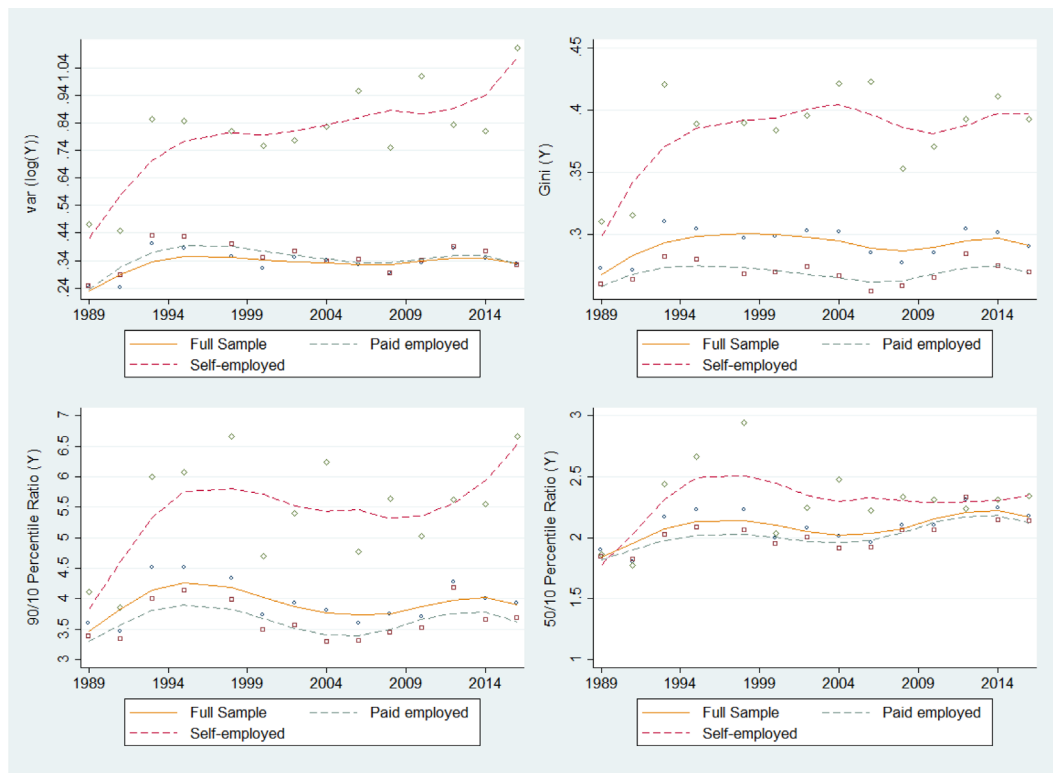 var (log(Y))
1.04
.94
.84
.74
.64
.54
.44
.34
.24
1989 1994 1999 2004 2009 2014
Full Sample Paid employed
Self-employed
Gini (Y)
.45
.4
.35
.3
1989 1994 1999 2004 2009 2014
Full Sample Paid employed
Self-employed
90/10 Percentile Ratio (Y)
7
6.5
6
5.5
5
4.5
4
3.5
3
1989 1994 1999 2004 2009 2014
Full Sample Paid employed
Self-employed
50/10 Percentile Ratio (Y)
3
2.5
2
1.5
1
1989 1994 1999 2004 2009 2014
Full Sample Paid employed
Self-employed